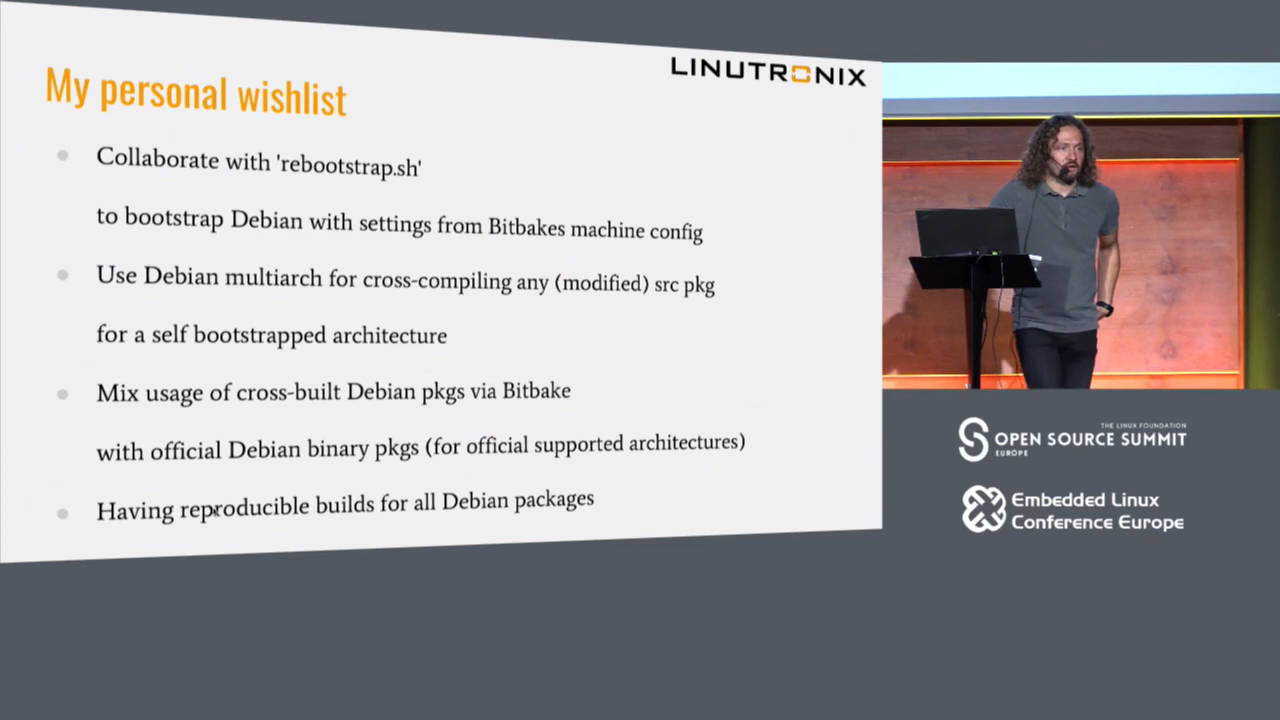 LINUTRONIX
My personal wishlist
Collaborate with 'rebootstrap.sh'
to bootstrap Debian with settings from Bitbakes machine config
Use Debian multiarch for cross-compiling any (modified) src pkg
for a self bootstrapped architecture
Mix usage of cross-built Debian pkgs via Bitbake
with official Debian binary pkgs (for official supported architectures)
Having reproducible builds for all Debian packages
THE LINUX FOUNDATION
OPEN SOURCE SUMMIT
EUROPE
Embedded Linux
Conference Europe